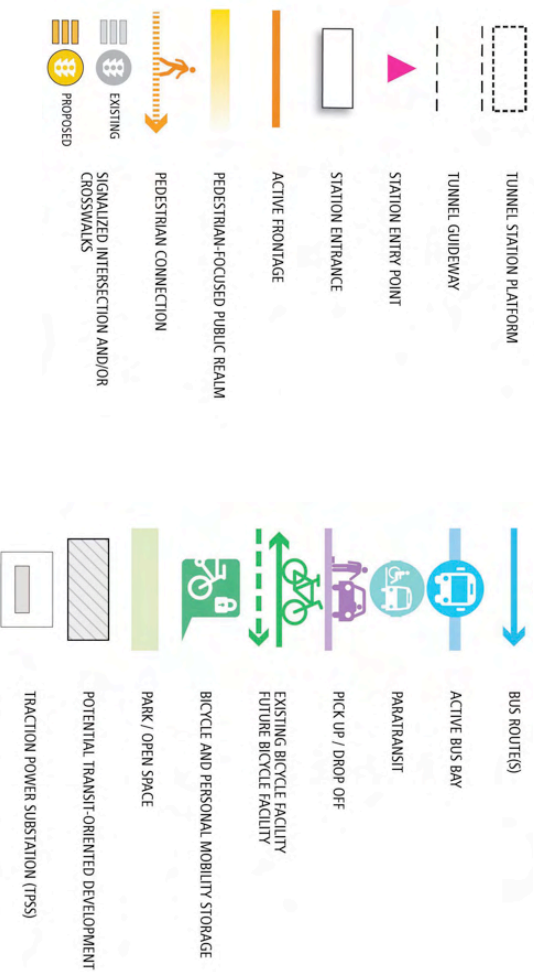 TUNNEL STATION PLATFORM
TUNNEL GUIDEWAY
STATION ENTRY POINT
STATION ENTRANCE
ACTIVE FRONTAGE
PEDESTRIAN-FOCUSED PUBLIC REALM
PEDESTRIAN CONNECTION
EXISTING
PROPOSED
SIGNALIZED INTERSECTION AND/OR
CROSSWALKS
BUS ROUTE(S)
ACTIVE BUS BAY
PARATRANSIT
PICK UP / DROP OFF
EXISTING BICYCLE FACILITY
FUTURE BICYCLE FACILITY
BICYCLE AND PERSONAL MOBILITY STORAGE
PARK / OPEN SPACE
POTENTIAL TRANSIT-ORIENTED DEVELOPMENT
TRACTION POWER SUBSTATION (TPSS)